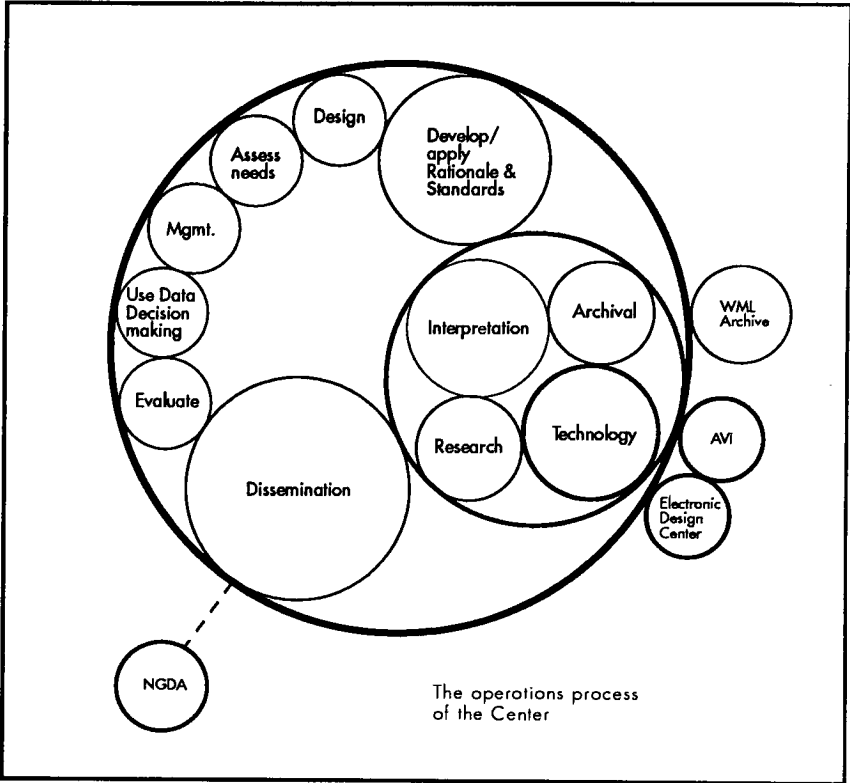 Design
Develop/
apply
Rationale &
Standards
Assess
needs
Mgmt.
Use Data
Decision
making
Evaluate
Interpretation
Archival
WML
Archive
Research
Technology
AVI
Dissemination
Electronic
Design
Center
NGDA
The operations process
of the Center